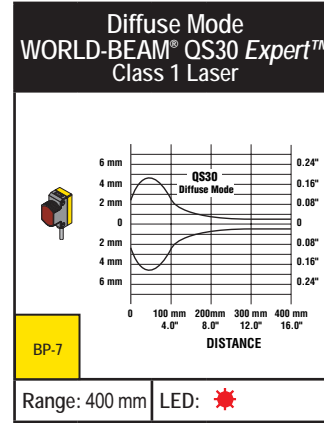 Diffuse Mode
WORLD-BEAM® QS30 Expert™
Class 1 Laser
QS30
Diffuse Mode
6 mm 0.24"
4 mm 0.16"
2 mm 0.08"
0 0
2 mm 0.08"
4 mm 0.16"
6 mm 0.24"
0 100 mm 200mm 300 mm 400 mm
4.0" 8.0" 12.0" 16.0"
DISTANCE
BP-7
Range: 400 mm LED: